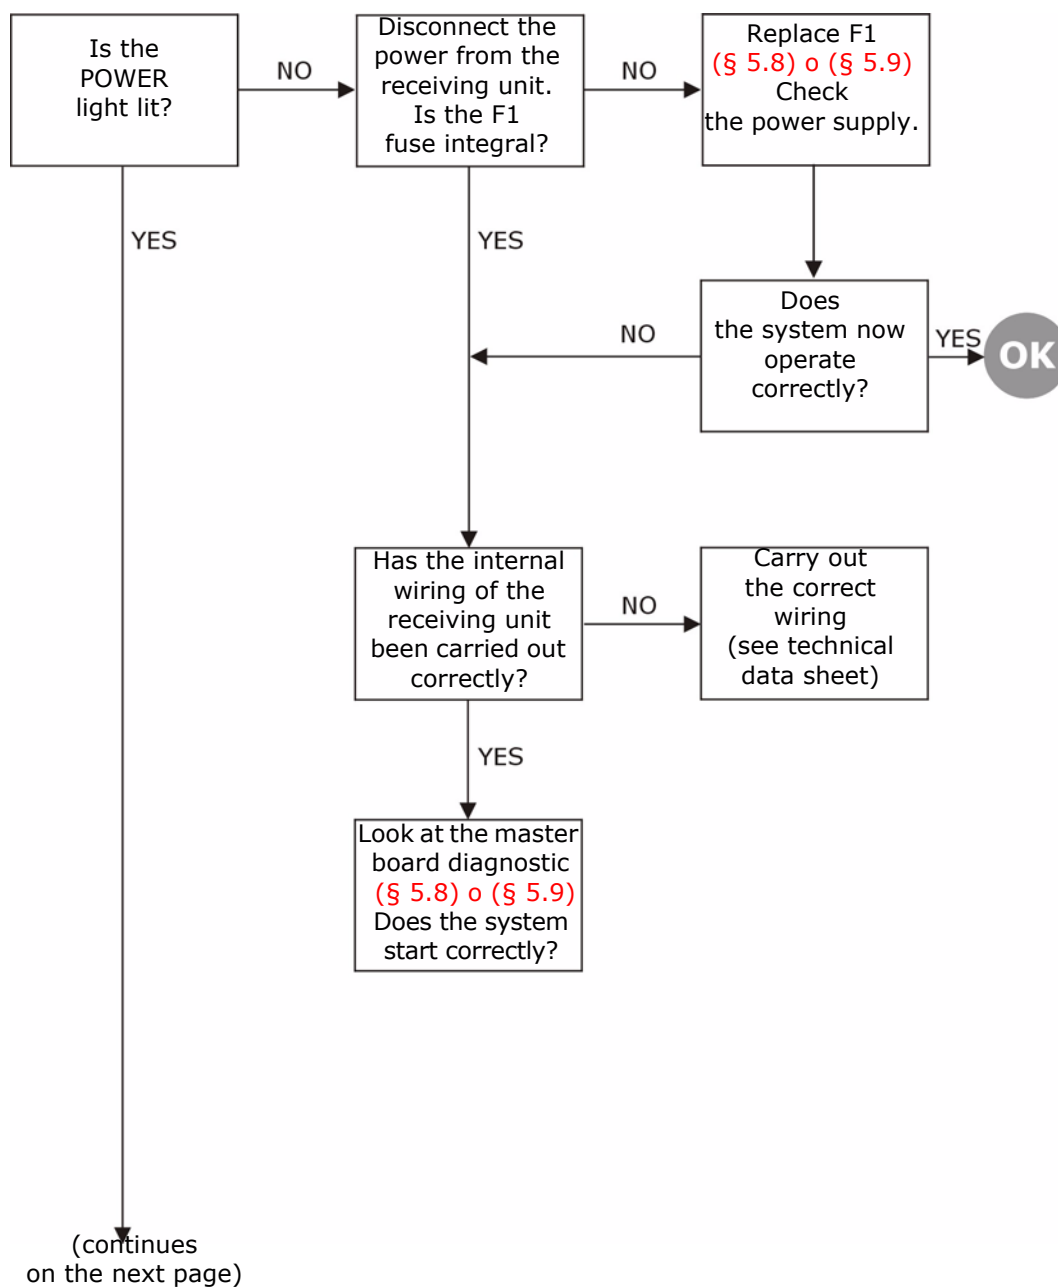 Is the
POWER
light lit?
NO
Disconnect the
power from the
receiving unit.
Is the F1
fuse integral?
NO
Replace F1
(§ 5.8) o (§ 5.9)
Check
the power supply.
YES
YES
Does
the system now
operate
correctly?
NO
YES
OK
Has the internal
wiring of the
receiving unit
been carried out
correctly?
NO
Carry out
the correct
wiring
(see technical
data sheet)
YES
Look at the master
board diagnostic
(§ 5.8) o (§ 5.9)
Does the system
start correctly?
(continues
on the next page)